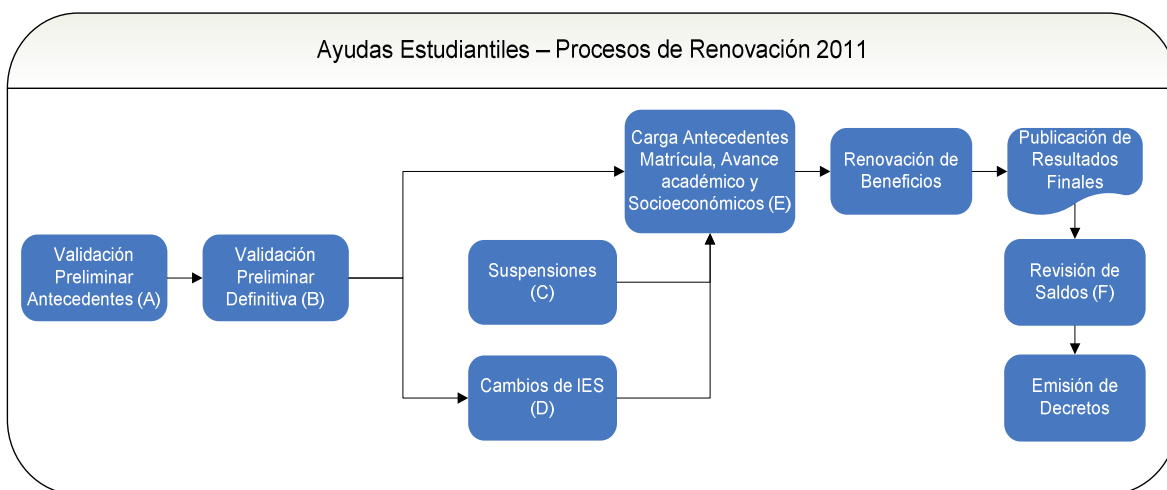 Ayudas Estudiantiles – Procesos de Renovación 2011
Validación
Preliminar
Antecedentes (A)
Validación
Preliminar
Definitiva (B)
Suspensiones
(C)
Cambios de IES
(D)
Carga Antecedentes
Matrícula, Avance
académico y
Socioeconómicos (E)
Renovación de
Beneficios
Publicación de
Resultados
Finales
Revisión de
Saldos (F)
Emisión de
Decretos